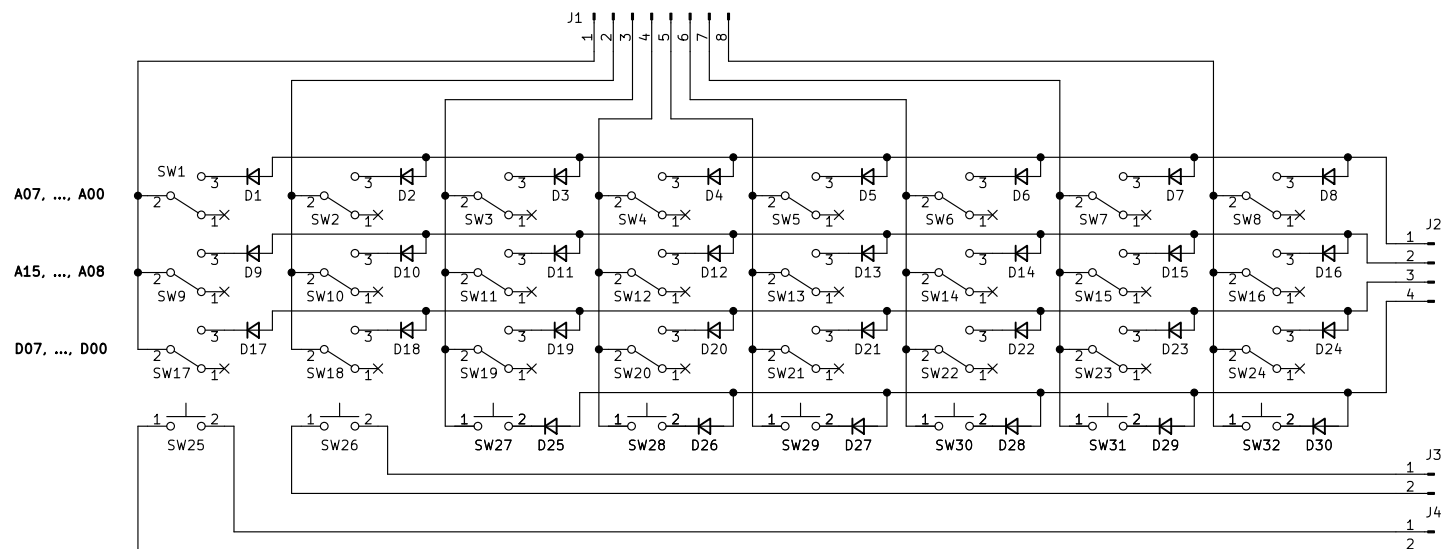 J1
1 2 3 4 5 6 7 8
SW1
3 3 3 3 3 3 3 3
A07, ..., A00
2 2 2 2 2 2 2 2
D1 D2 D3 D4 D5 D6 D7 D8
1 SW2 1 SW3 1 SW4 1 SW5 1 SW6 1 SW7 1 SW8 1
J2
1
2
3
4
3 3 3 3 3 3 3 3
A15, ..., A08
2 2 2 2 2 2 2 2
D9 D10 D11 D12 D13 D14 D15 D16
SW9 1 SW10 1 SW11 1 SW12 1 SW13 1 SW14 1 SW15 1 SW16 1
3 3 3 3 3 3 3 3
D07, ..., D00
2 2 2 2 2 2 2 2
D17 D18 D19 D20 D21 D22 D23 D24
SW17 1 SW18 1 SW19 1 SW20 1 SW21 1 SW22 1 SW23 1 SW24 1
1 2 1 2 1 2 1 2 1 2 1 2 1 2 1 2
SW25 SW26 SW27 D25 SW28 D26 SW29 D27 SW30 D28 SW31 D29 SW32 D30
J3
1
2
J4
1
2